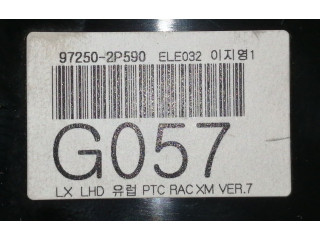 97250-2P590 ELE032 이지영1
G057
LX LHD 유럽 PTC RAC XM VER.7